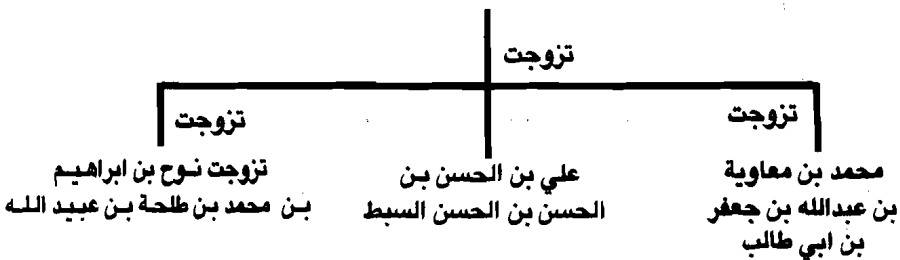 تزوجت
تزوجت
تزوجت
محمد بن معاوية
بن عبدالله بن جعفر
بن ابي طالب
علي بن الحسن بن
الحسن بن الحسن السبط
تزوجت نوح بن ابراهيم
بن محمد بن طلحة بن عبيد الله